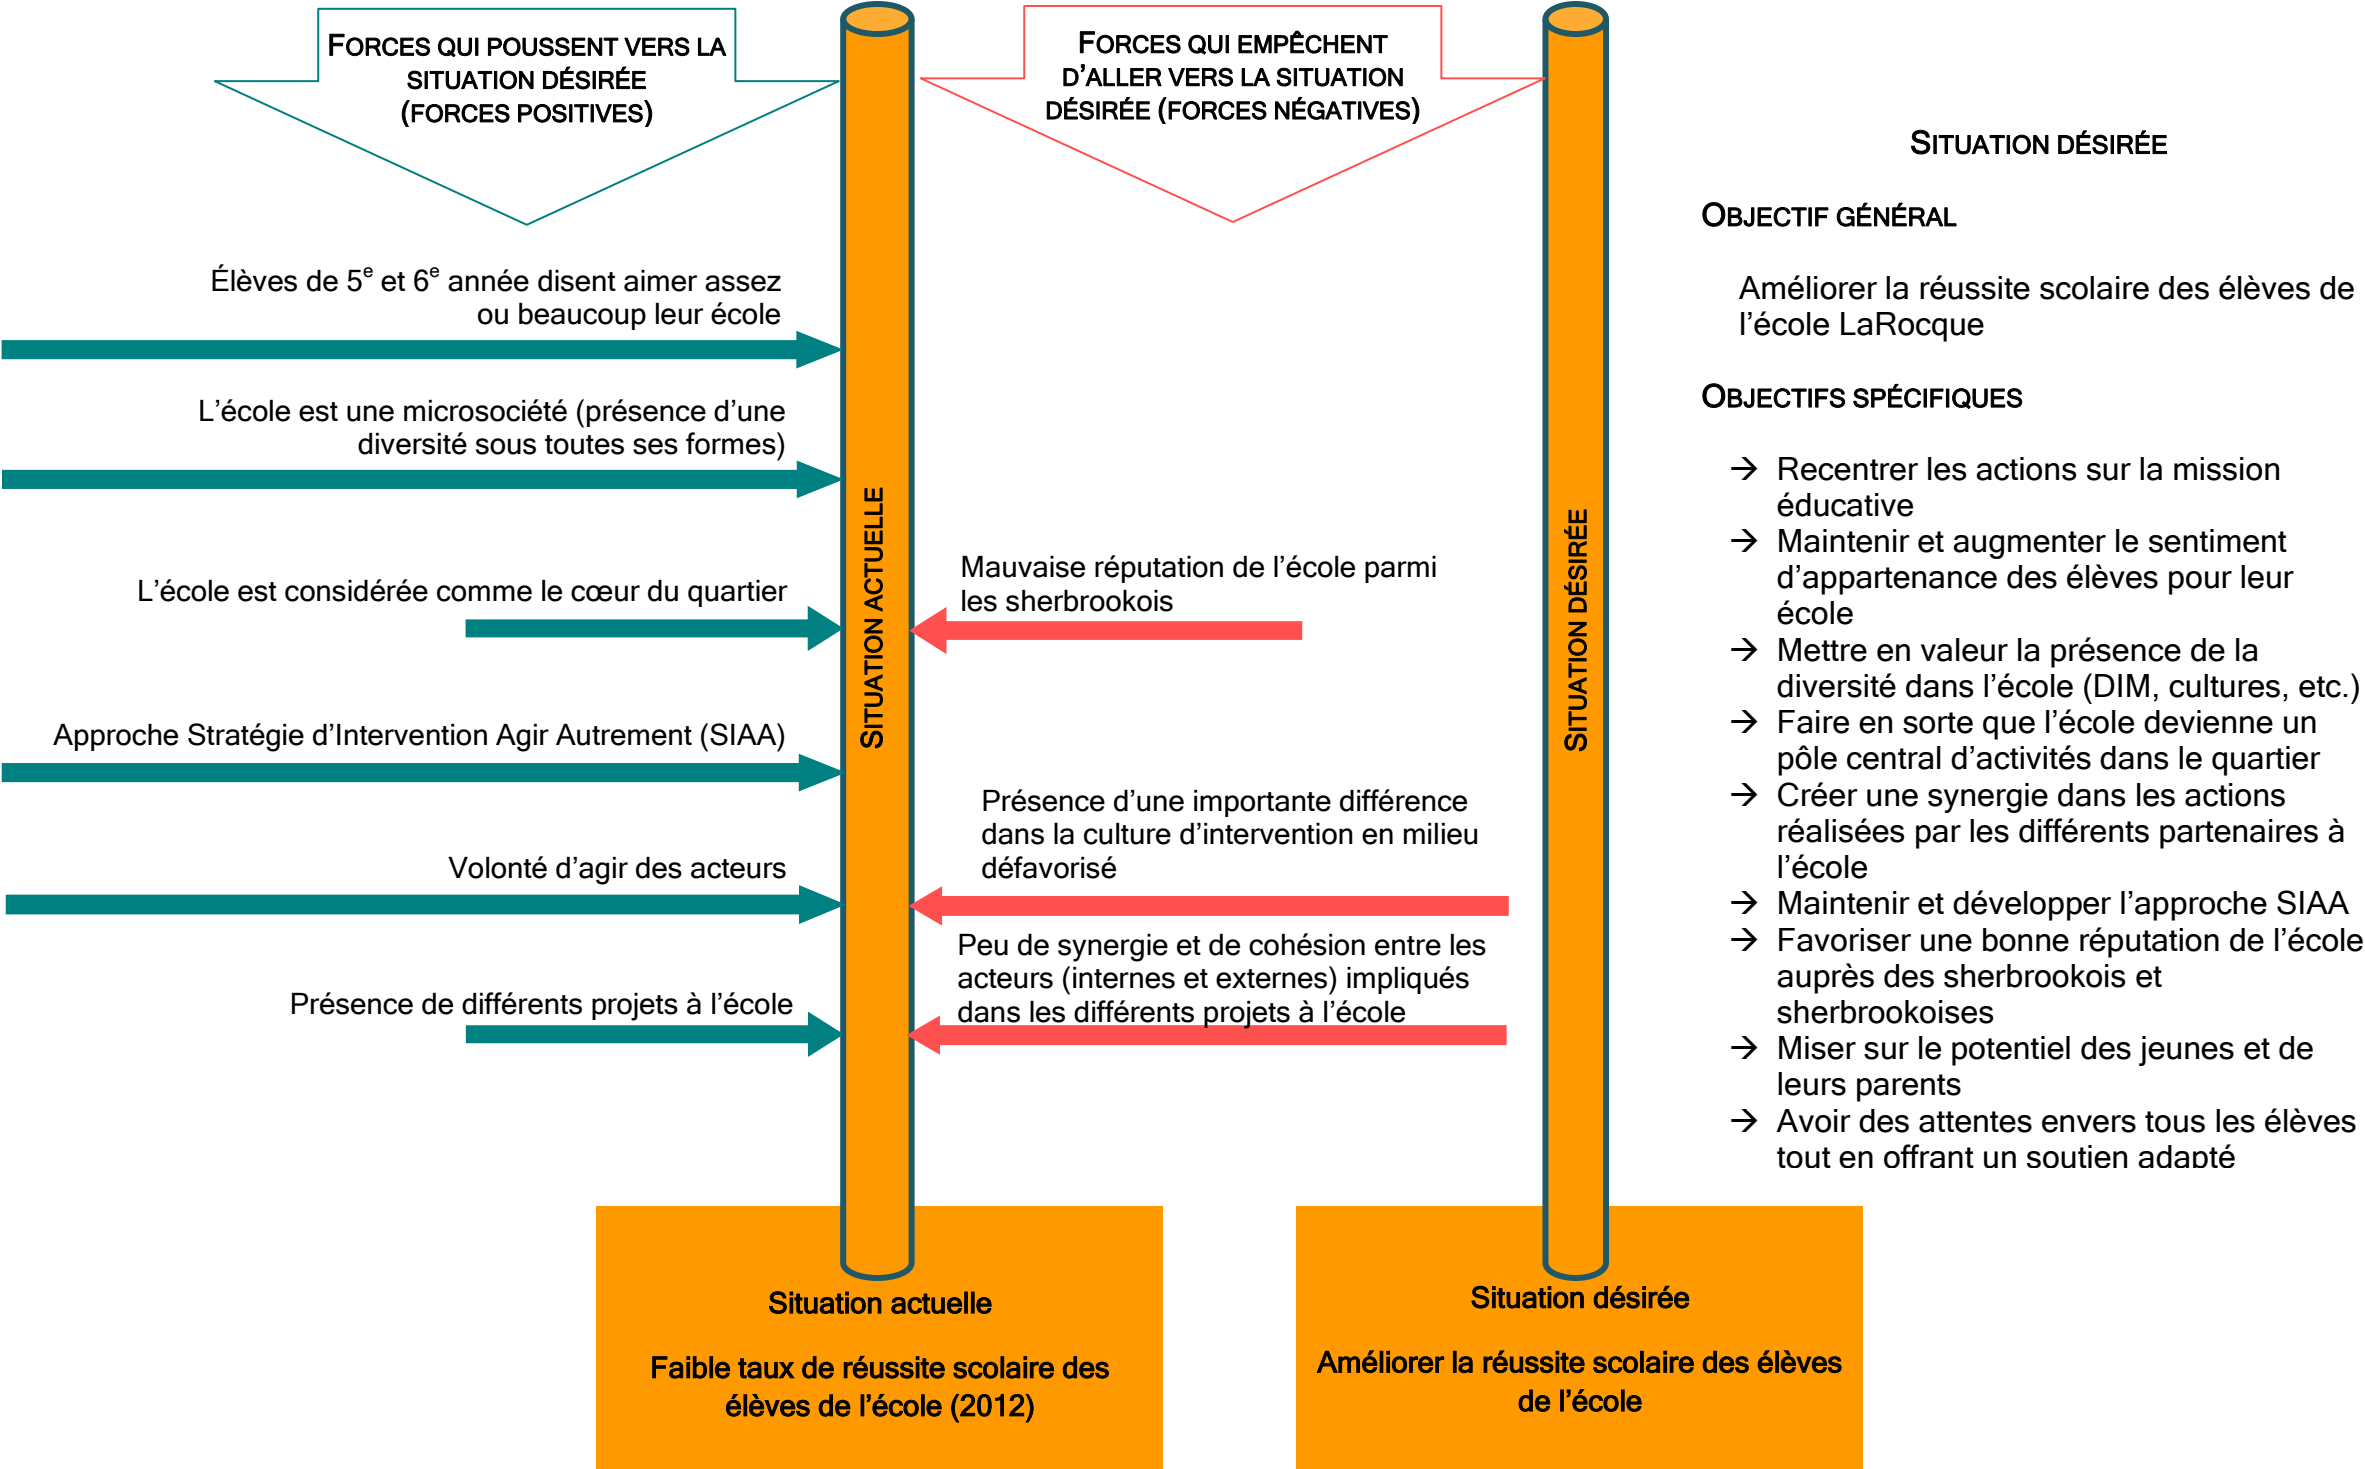 FORCES QUI POUSSENT VERS LA
SITUATION DÉSIRÉE
(FORCES POSITIVES)
FORCES QUI EMPÊCHENT
D’ALLER VERS LA SITUATION
DÉSIRÉE (FORCES NÉGATIVES)
Élèves de 5e et 6e année disent aimer assez
ou beaucoup leur école
L’école est une microsociété (présence d’une
diversité sous toutes ses formes)
L’école est considérée comme le cœur du quartier
Approche Stratégie d’Intervention Agir Autrement (SIAA)
Volonté d’agir des acteurs
Présence de différents projets à l’école
SITUATION ACTUELLE
Mauvaise réputation de l’école parmi
les sherbrookois
Présence d’une importante différence
dans la culture d’intervention en milieu
défavorisé
Peu de synergie et de cohésion entre les
acteurs (internes et externes) impliqués
dans les différents projets à l’école
SITUATION DÉSIRÉE
SITUATION DÉSIRÉE
OBJECTIF GÉNÉRAL
Améliorer la réussite scolaire des élèves de
l’école LaRocque
OBJECTIFS SPÉCIFIQUES
→ Recentrer les actions sur la mission
éducative
→ Maintenir et augmenter le sentiment
d’appartenance des élèves pour leur
école
→ Mettre en valeur la présence de la
diversité dans l’école (DIM, cultures, etc.)
→ Faire en sorte que l’école devienne un
pôle central d’activités dans le quartier
→ Créer une synergie dans les actions
réalisées par les différents partenaires à
l’école
→ Maintenir et développer l’approche SIAA
→ Favoriser une bonne réputation de l’école
auprès des sherbrookois et
sherbrookoises
→ Miser sur le potentiel des jeunes et de
leurs parents
→ Avoir des attentes envers tous les élèves
tout en offrant un soutien adapté
Situation actuelle
Faible taux de réussite scolaire des
élèves de l’école (2012)
Situation désirée
Améliorer la réussite scolaire des élèves
de l’école